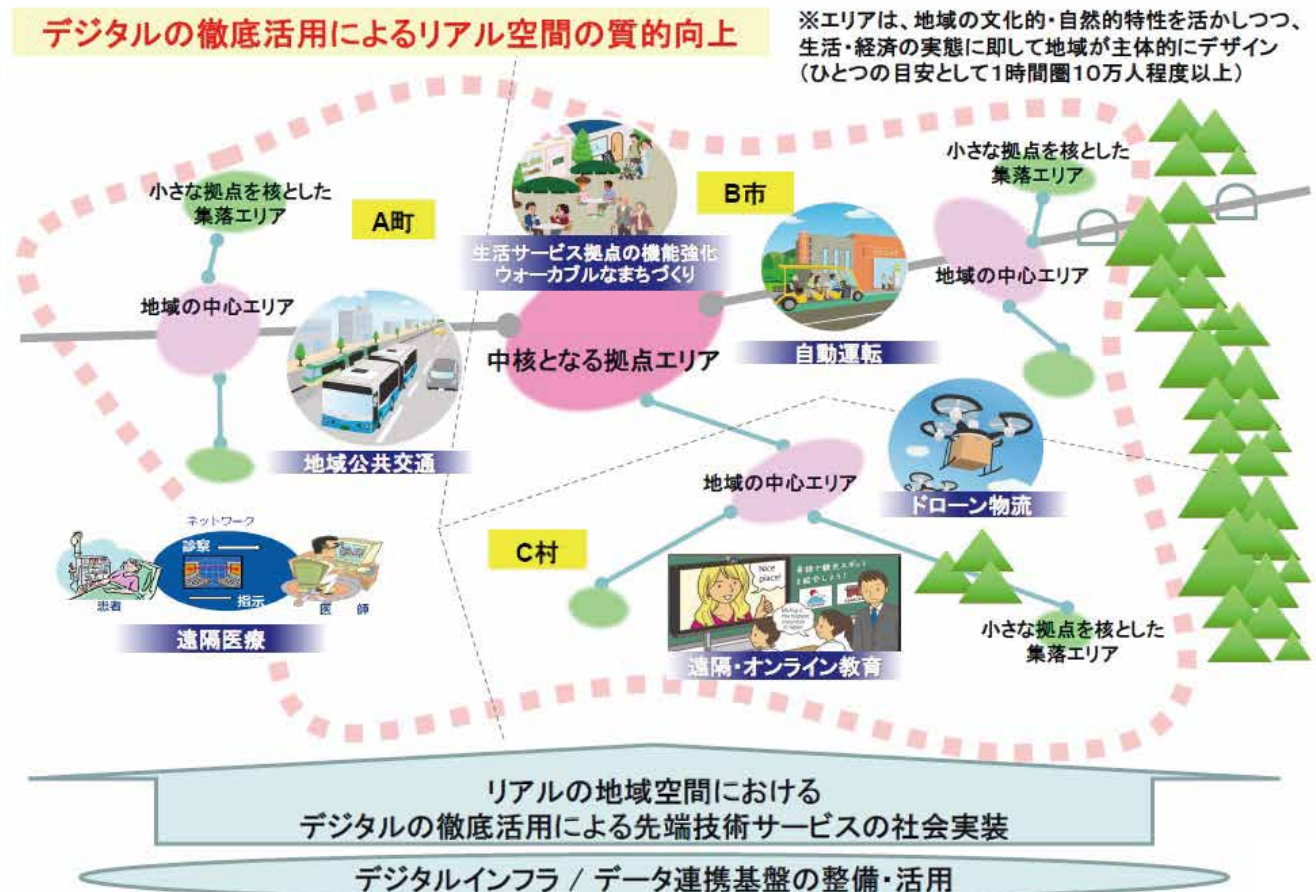 デジタルの徹底活用によるリアル空間の質的向上
※エリアは、地域の文化的・自然的特性を活かしつつ、
生活・経済の実態に即して地域が主体的にデザイン
(ひとつの目安として1時間圏10万人程度以上)
小さな拠点を核とした
集落エリア
A町
B市
小さな拠点を核とした
集落エリア
生活サービス拠点の機能強化
ウォーカブルなまちづくり
地域の中心エリア
地域の中心エリア
中核となる拠点エリア
自動運転
地域公共交通
地域の中心エリア
ドローン物流
ネットワーク
診察
指示
患者
医 師
遠隔医療
C村
Nice
place!
遠隔・オンライン教育
小さな拠点を核とした
集落エリア
リアルの地域空間における
デジタルの徹底活用による先端技術サービスの社会実装
デジタルインフラ / データ連携基盤の整備・活用